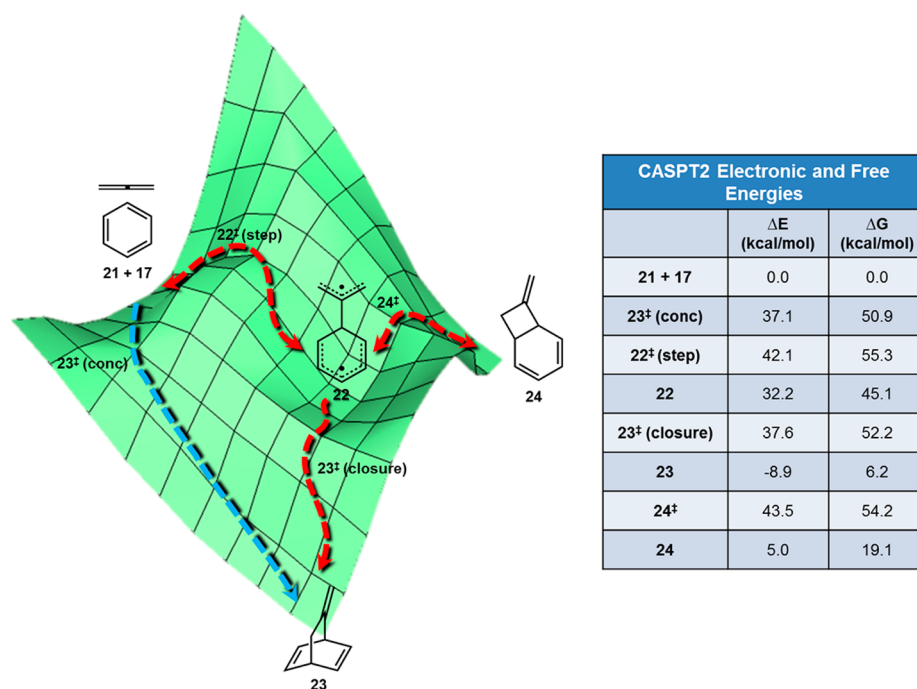 21 + 17
22‡ (step)
23‡ (conc)
22
24‡
24
23‡ (closure)
23
CASPT2 Electronic and Free
Energies
ΔE
(kcal/mol)
ΔG
(kcal/mol)
21 + 17 0.0 0.0
23‡ (conc) 37.1 50.9
22‡ (step) 42.1 55.3
22 32.2 45.1
23‡ (closure) 37.6 52.2
23 -8.9 6.2
24‡ 43.5 54.2
24 5.0 19.1